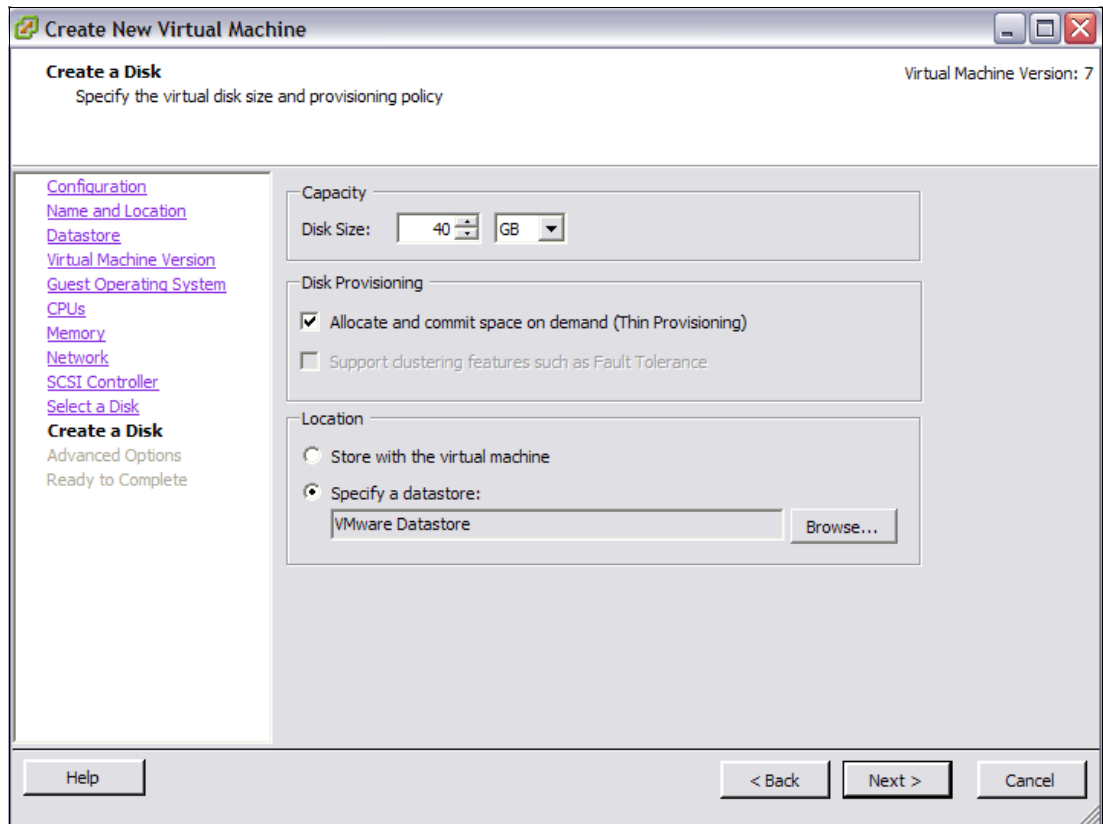 Create New Virtual Machine
Create a Disk
Virtual Machine Version: 7
Specify the virtual disk size and provisioning policy
Configuration
Name and Location
Datastore
Virtual Machine Version
Guest Operating System
CPUs
Memory
Network
SCSI Controller
Select a Disk
Create a Disk
Advanced Options
Ready to Complete
Capacity
Disk Size: 40 GB
Disk Provisioning
Allocate and commit space on demand (Thin Provisioning)
Support clustering features such as Fault Tolerance
Location
Store with the virtual machine
Specify a datastore:
VMware Datastore
Browse...
Help
< Back
Next >
Cancel